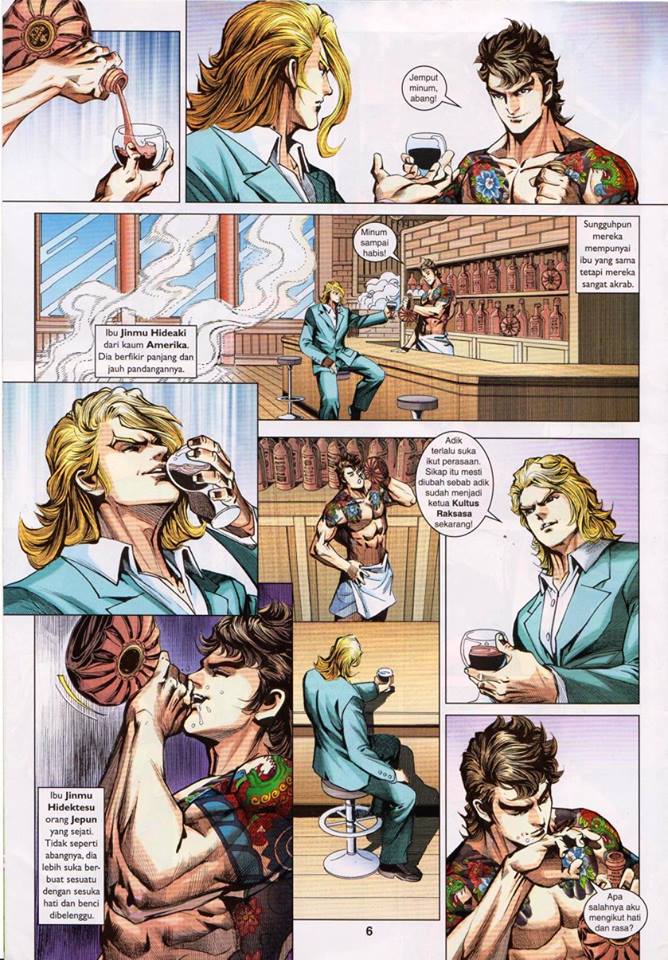 Jemput
minum,
abang!
Sungguhpun
mereka
mempunyai
ibu yang sama
tetapi mereka
sangat akrab.
Minum
sampai
habis!
Ibu Jinmu Hideaki
dari kaum Amerika.
Dia berfikir panjang dan
jauh pandangannya.
Adik
terlalu suka
ikut perasaan.
Sikap itu mesti
diubah sebab adik
sudah menjadi
ketua Kultus
Raksasa
sekarang!
Ibu Jinmu
Hidektesu
orang Jepun
yang sejati.
Tidak seperti
abangnya, dia
lebih suka ber-
buat sesuatu
dengan sesuka
hati dan benci
dibelenggu.
Apa
salahnya aku
mengikut hati
dan rasa?
6